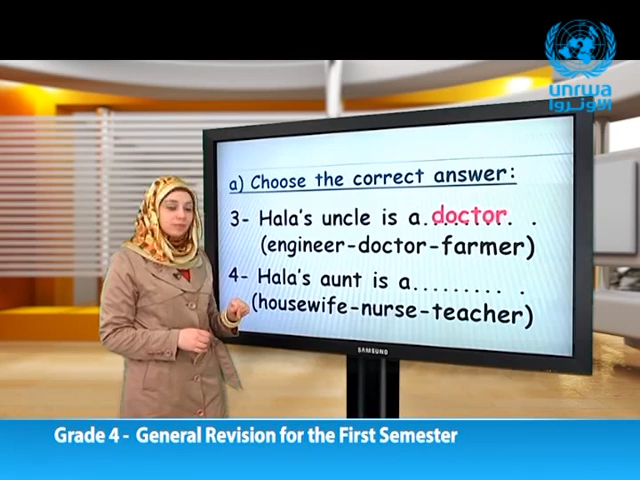 unrwa
الأونروا
a) Choose the correct answer:
3- Hala's uncle is a.doctor. .
(engineer-doctor-farmer)
4- Hala's aunt is a......... .
(housewife-nurse-teacher)
SAMSUNG
Grade 4 - General Revision for the First Semester